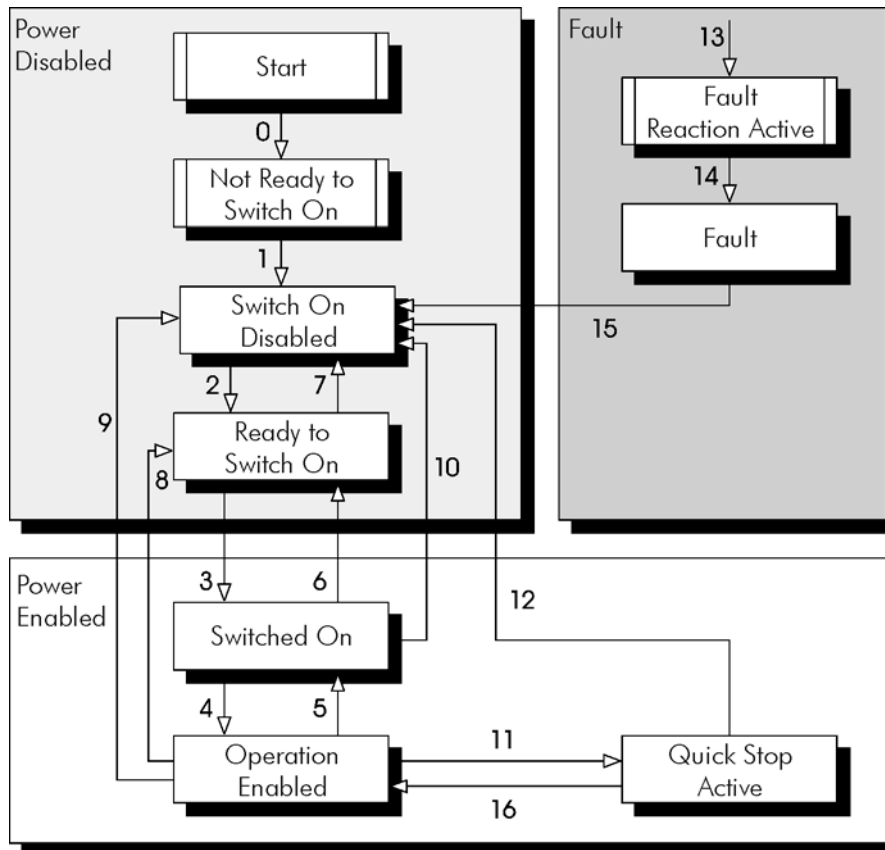 Power
Disabled
Start
0
Not Ready to
Switch On
1
Switch On
Disabled
2
7
9
Ready to
Switch On
8
10
Fault
13
Fault
Reaction Active
14
Fault
15
Power
Enabled
3
6
12
Switched On
4
5
Operation
Enabled
11
16
Quick Stop
Active